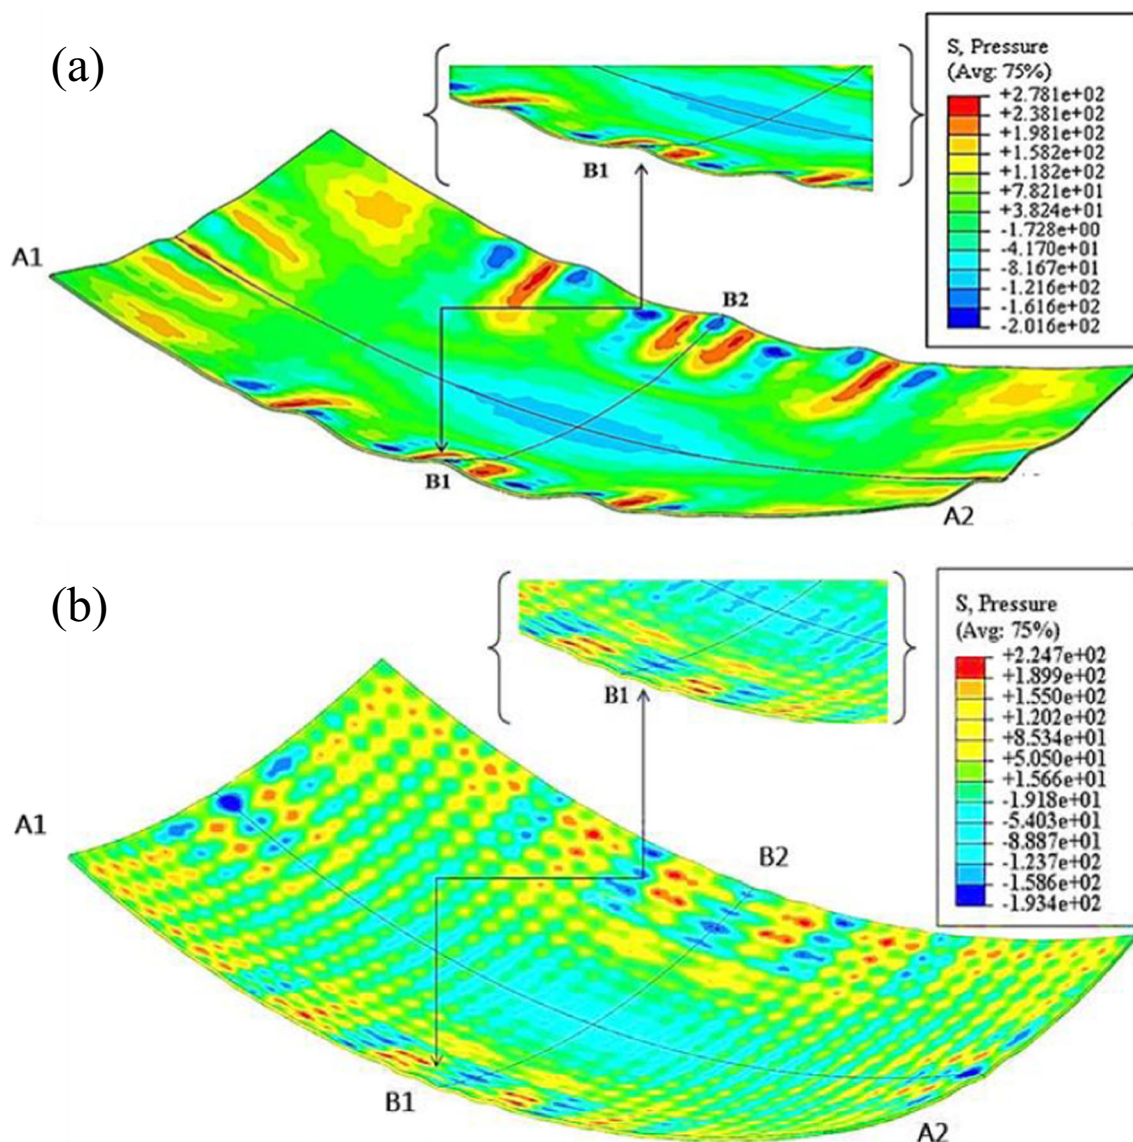 (a)
S, Pressure
(Avg: 75%)
+2.781e+02
+2.381e+02
+1.981e+02
+1.582e+02
+1.182e+02
+7.821e+01
+3.824e+01
-1.728e+00
-4.170e+01
-8.167e+01
-1.216e+02
-1.616e+02
-2.016e+02
B1
A1
B2
B1
A2
(b)
S, Pressure
(Avg: 75%)
+2.247e+02
+1.899e+02
+1.550e+02
+1.202e+02
+8.534e+01
+5.050e+01
+1.566e+01
-1.918e+01
-5.403e+01
-8.887e+01
-1.237e+02
-1.586e+02
-1.934e+02
B1
A1
B2
B1
A2